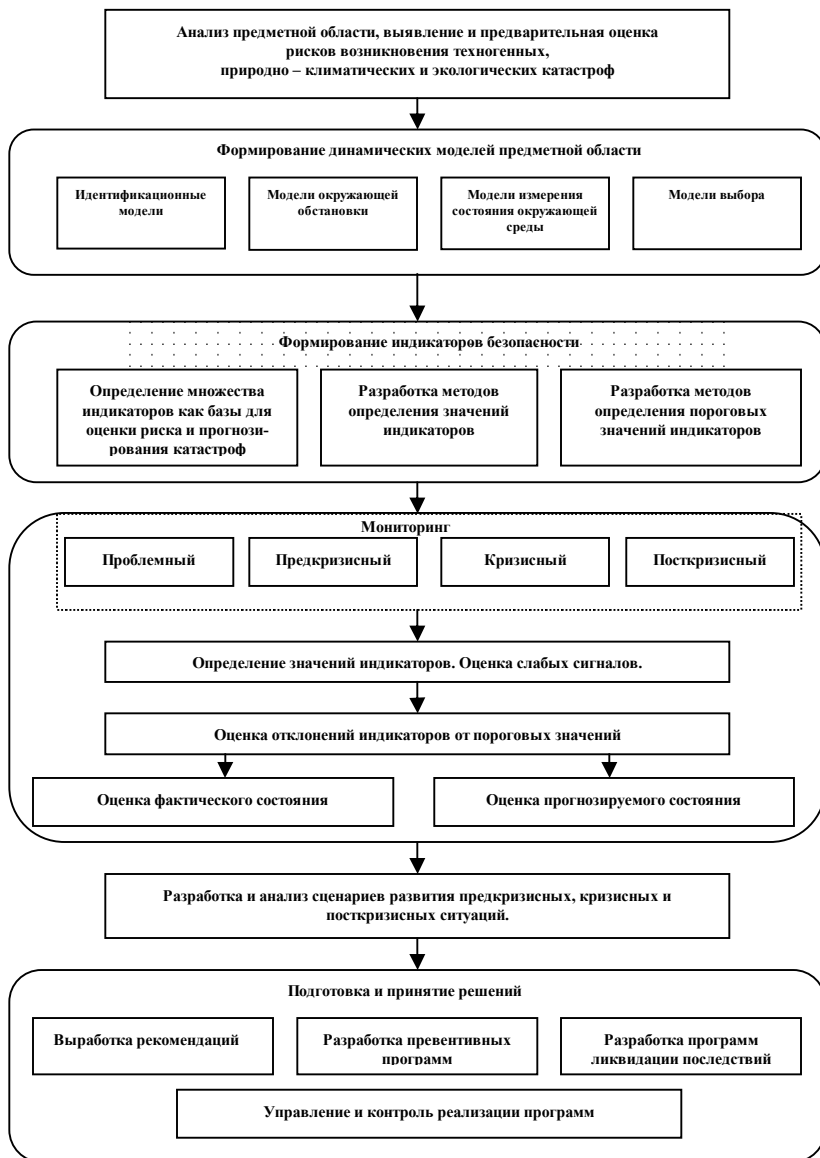 Анализ предметной области, выявление и предварительная оценка
рисков возникновения техногенных,
природно – климатических и экологических катастроф
Формирование динамических моделей предметной области
Идентификационные
модели
Модели окружающей
обстановки
Модели измерения
состояния окружающей
среды
Модели выбора
Формирование индикаторов безопасности
Определение множества
индикаторов как базы для
оценки риска и прогнози-
рования катастроф
Разработка методов
определения значений
индикаторов
Разработка методов
определения пороговых
значений индикаторов
Мониторинг
Проблемный
Предкризисный
Кризисный
Посткризисный
Определение значений индикаторов. Оценка слабых сигналов.
Оценка отклонений индикаторов от пороговых значений
Оценка фактического состояния
Оценка прогнозируемого состояния
Разработка и анализ сценариев развития предкризисных, кризисных и
посткризисных ситуаций.
Подготовка и принятие решений
Выработка рекомендаций
Разработка превентивных
программ
Разработка программ
ликвидации последствий
Управление и контроль реализации программ